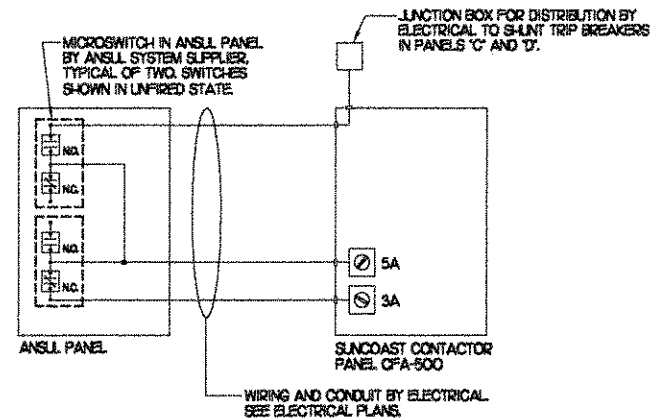 JUNCTION BOX FOR DISTRIBUTION BY
ELECTRICAL TO SHUNT TRIP BREAKERS
IN PANELS "C" AND "D".
MICROSWITCH IN ANSUL PANEL
BY ANSUL SYSTEM SUPPLIER,
TYPICAL OF TWO. SWITCHES
SHOWN IN UNFIRED STATE.
N.O.
N.C.
N.O.
N.C.
5A
3A
ANSUL PANEL
SUNCOAST CONTACTOR
PANEL CFA-500
WIRING AND CONDUIT BY ELECTRICAL.
SEE ELECTRICAL PLANS.